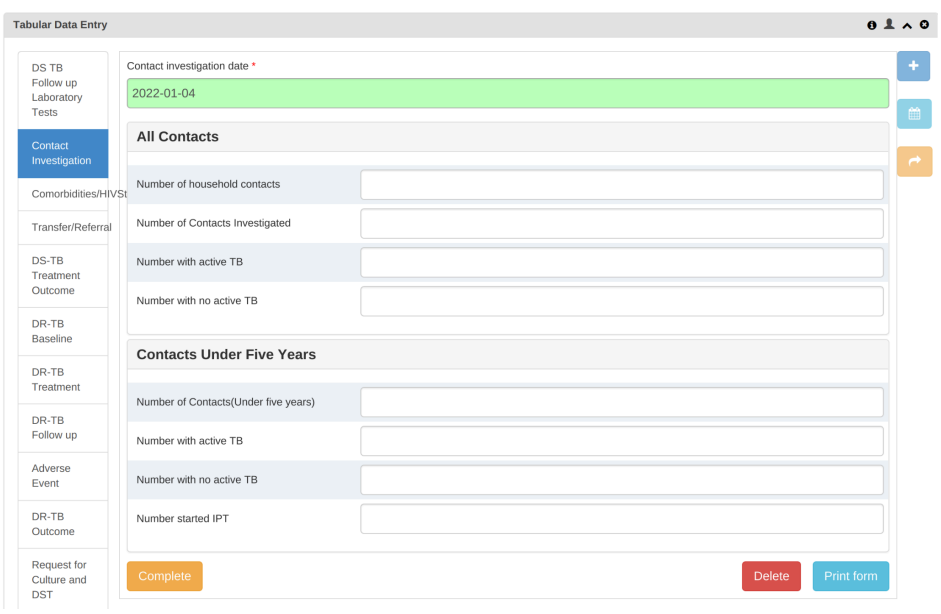 Tabular Data Entry
DS TB
Follow up
Laboratory
Tests
Contact
Investigation
Comorbidities/HIVSt
Transfer/Referral
DS-TB
Treatment
Outcome
DR-TB
Baseline
DR-TB
Treatment
DR-TB
Follow up
Adverse
Event
DR-TB
Outcome
Request for
Culture and
DST
Contact investigation date *
2022-01-04
All Contacts
Number of household contacts
Number of Contacts Investigated
Number with active TB
Number with no active TB
Contacts Under Five Years
Number of Contacts(Under five years)
Number with active TB
Number with no active TB
Number started IPT
Complete
Delete
Print form